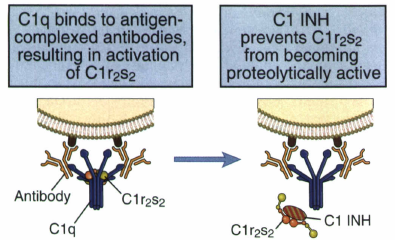 C1q binds to antigen-
complexed antibodies,
resulting in activation
of C1r₂s₂
C1 INH
prevents C1r₂s₂
from becoming
proteolytically active
Antibody
C1r₂s₂
C1q
C1r₂s₂
C1 INH